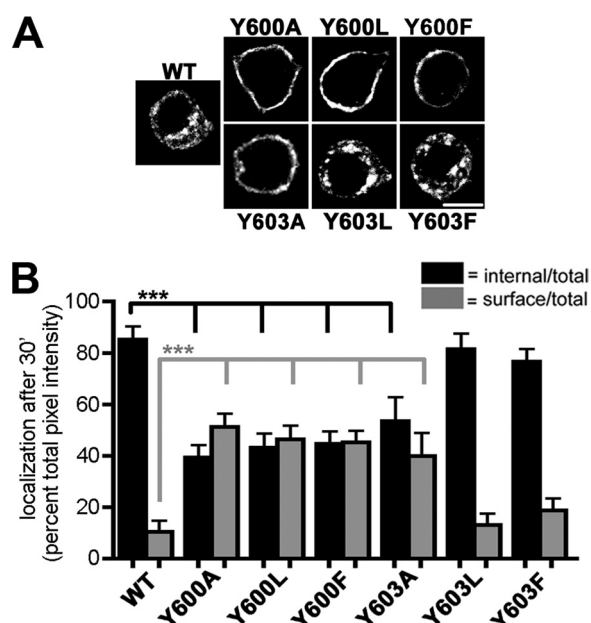 A
Y600A Y600L Y600F
WT
Y603A Y603L Y603F
B
= internal/total
= surface/total
localization after 30'
(percent total pixel intensity)
100
80
60
40
20
0
***
***
WT
Y600A
Y600L
Y600F
Y603A
Y603L
Y603F